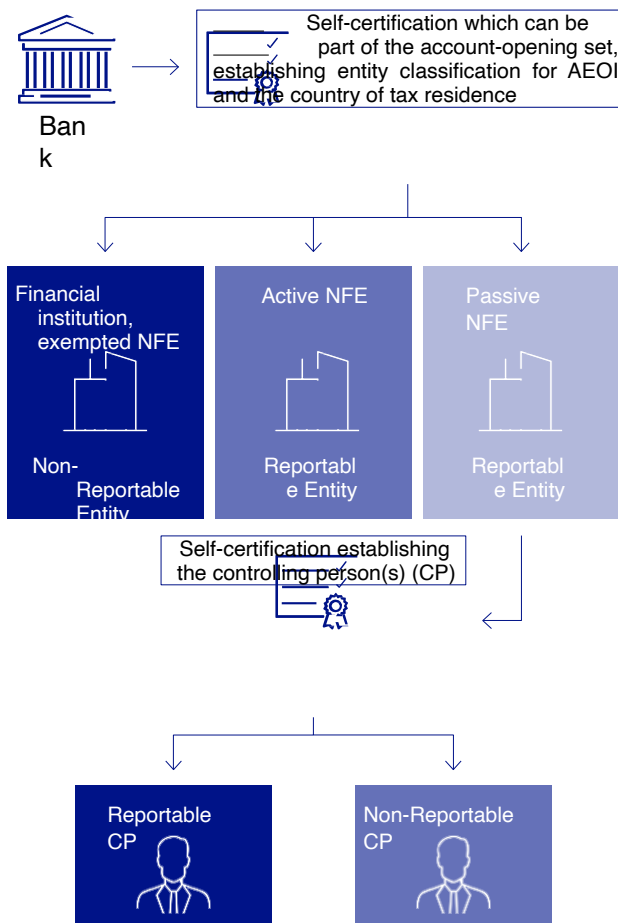 Self-certification which can be
part of the account-opening set,
establishing entity classification for AEOI
and the country of tax residence
Ban
k
Financial
institution,
exempted NFE
Non-
Reportable
Entity
Active NFE
Reportabl
e Entity
Passive
NFE
Reportabl
e Entity
Self-certification establishing
the controlling person(s) (CP)
Reportable
CP
Non-Reportable
CP